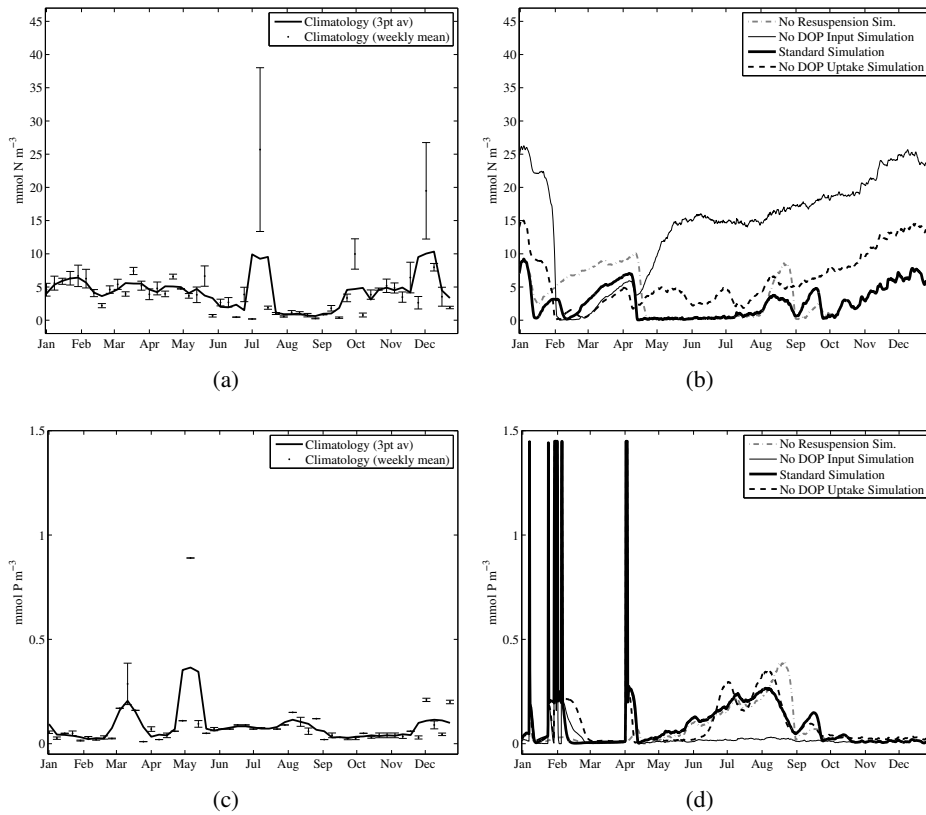 45
40
35
30
25
20
15
10
5
0
mmol N m⁻³
Climatology (3pt av)
Climatology (weekly mean)
Jan Feb Mar Apr May Jun Jul Aug Sep Oct Nov Dec
(a)
45
40
35
30
25
20
15
10
5
0
mmol N m⁻³
No Resuspension Sim.
No DOP Input Simulation
Standard Simulation
No DOP Uptake Simulation
Jan Feb Mar Apr May Jun Jul Aug Sep Oct Nov Dec
(b)
1.5
1
0.5
0
mmol P m⁻³
Climatology (3pt av)
Climatology (weekly mean)
Jan Feb Mar Apr May Jun Jul Aug Sep Oct Nov Dec
(c)
1.5
1
0.5
0
mmol P m⁻³
No Resuspension Sim.
No DOP Input Simulation
Standard Simulation
No DOP Uptake Simulation
Jan Feb Mar Apr May Jun Jul Aug Sep Oct Nov Dec
(d)